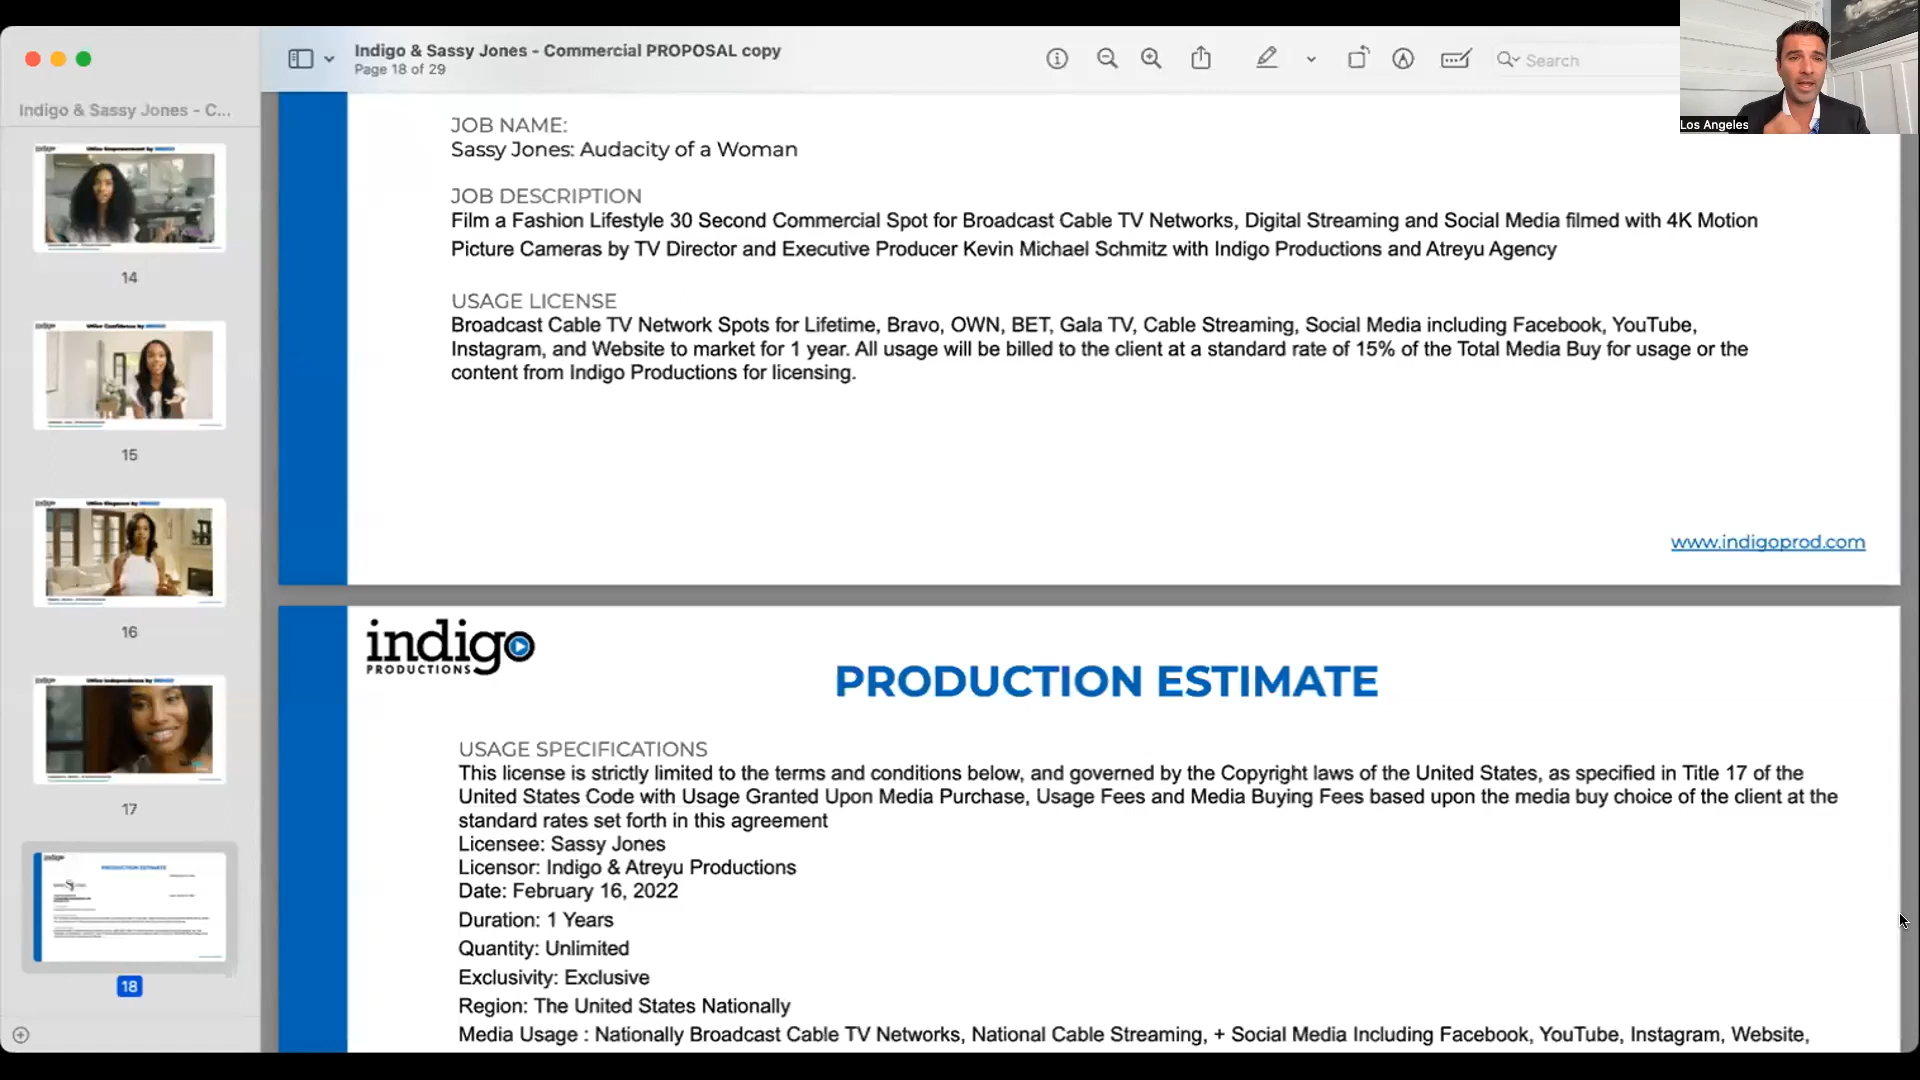 Indigo & Sassy Jones - Commercial PROPOSAL copy
Page 18 of 29
Search
Los Angeles
Indigo & Sassy Jones - C...
14
15
16
17
PRODUCTION ESTIMATE
18
JOB NAME:
Sassy Jones: Audacity of a Woman
JOB DESCRIPTION
Film a Fashion Lifestyle 30 Second Commercial Spot for Broadcast Cable TV Networks, Digital Streaming and Social Media filmed with 4K Motion
Picture Cameras by TV Director and Executive Producer Kevin Michael Schmitz with Indigo Productions and Atreyu Agency
USAGE LICENSE
Broadcast Cable TV Network Spots for Lifetime, Bravo, OWN, BET, Gala TV, Cable Streaming, Social Media including Facebook, YouTube,
Instagram, and Website to market for 1 year. All usage will be billed to the client at a standard rate of 15% of the Total Media Buy for usage or the
content from Indigo Productions for licensing.
www.indigoprod.com
indigo
PRODUCTIONS
PRODUCTION ESTIMATE
USAGE SPECIFICATIONS
This license is strictly limited to the terms and conditions below, and governed by the Copyright laws of the United States, as specified in Title 17 of the
United States Code with Usage Granted Upon Media Purchase, Usage Fees and Media Buying Fees based upon the media buy choice of the client at the
standard rates set forth in this agreement
Licensee: Sassy Jones
Licensor: Indigo & Atreyu Productions
Date: February 16, 2022
Duration: 1 Years
Quantity: Unlimited
Exclusivity: Exclusive
Region: The United States Nationally
Media Usage : Nationally Broadcast Cable TV Networks, National Cable Streaming, + Social Media Including Facebook, YouTube, Instagram, Website,